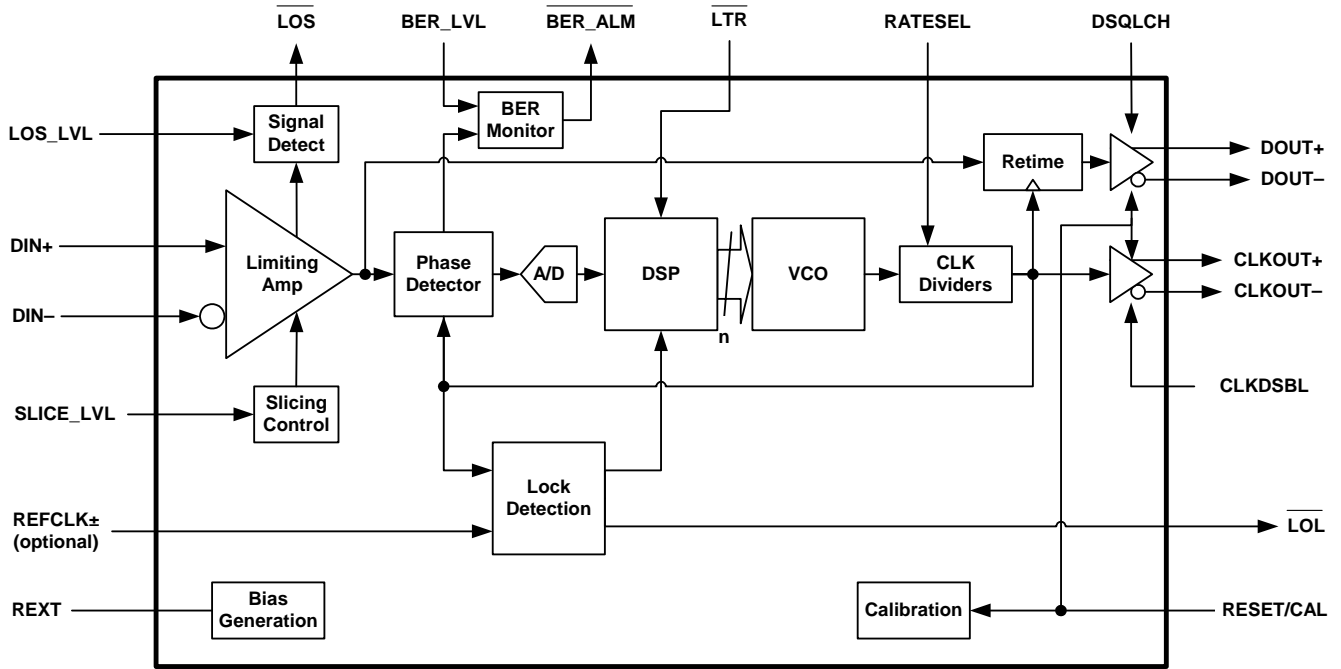 LOS
BER_LVL
BER_ALM
LTR
RATESEL
DSQLCH
LOS_LVL
Signal
Detect
BER
Monitor
Retime
DOUT+
DOUT–
DIN+
DIN–
Limiting
Amp
Phase
Detector
A/D
DSP
n
VCO
CLK
Dividers
CLKOUT+
CLKOUT–
SLICE_LVL
Slicing
Control
CLKDSBL
Lock
Detection
REFCLK±
(optional)
LOL
REXT
Bias
Generation
Calibration
RESET/CAL